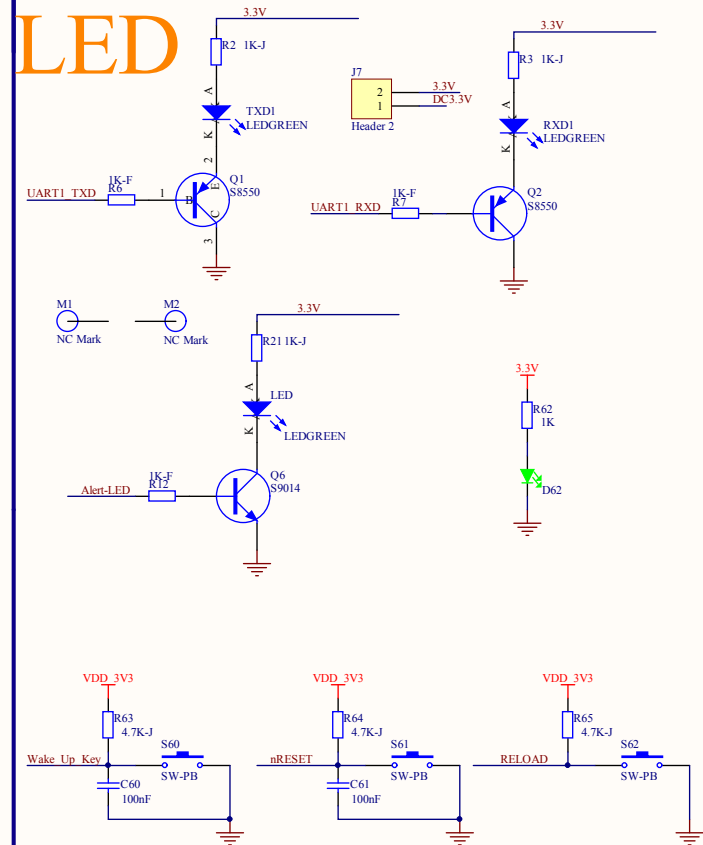 LED
3.3V
R2 1K-J
A
TXD1
LEDGREEN
K
2
1K-F
R6
UART1_TXD
1
B
E
C
Q1
S8550
3
J7
2
1
3.3V
DC3.3V
Header 2
3.3V
R3 1K-J
A
RXD1
LEDGREEN
K
1K-F
R7
UART1_RXD
Q2
S8550
M1
NC Mark
M2
NC Mark
3.3V
R21 1K-J
A
LED
K
LEDGREEN
1K-F
R12
Alert-LED
Q6
S9014
3.3V
R62
1K
D62
VDD_3V3
R63
4.7K-J
S60
Wake_Up_Key
SW-PB
C60
100nF
VDD_3V3
R64
4.7K-J
S61
nRESET
SW-PB
C61
100nF
VDD_3V3
R65
4.7K-J
S62
RELOAD
SW-PB